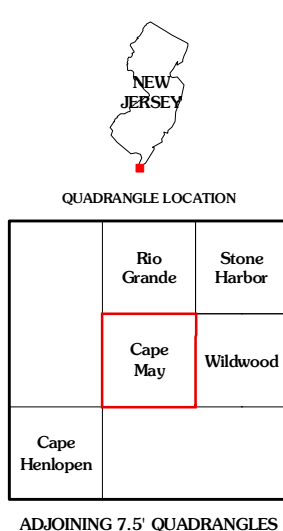 NEW
JERSEY
QUADRANGLE LOCATION
Rio
Grande
Stone
Harbor
Cape
May
Wildwood
Cape
Henlopen
ADJOINING 7.5' QUADRANGLES